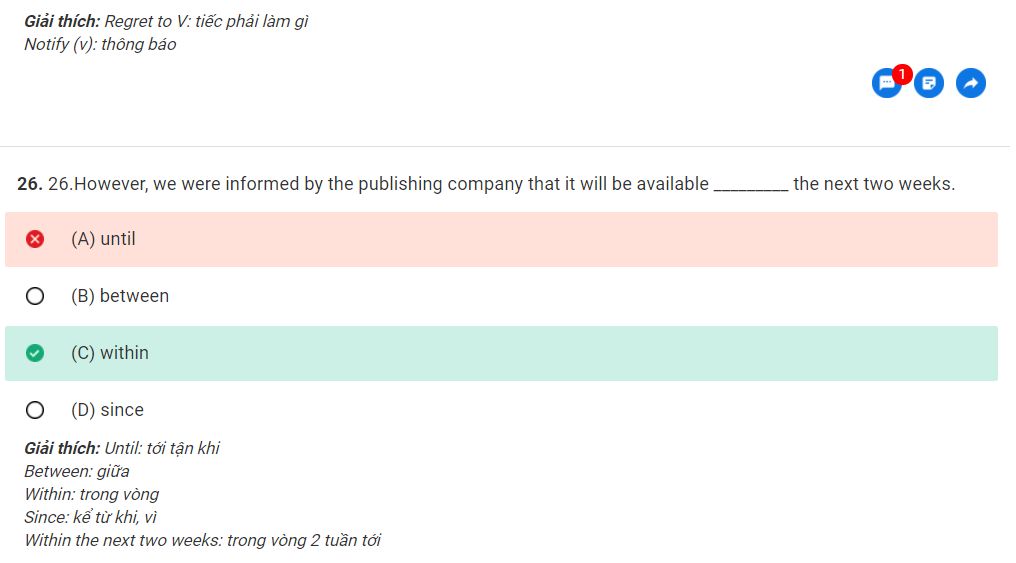 Giải thích: Regret to V: tiếc phải làm gì
Notify (v): thông báo
1
26. 26.However, we were informed by the publishing company that it will be available _________ the next two weeks.
(A) until
(B) between
(C) within
(D) since
Giải thích: Until: tới tận khi
Between: giữa
Within: trong vòng
Since: kể từ khi, vì
Within the next two weeks: trong vòng 2 tuần tới